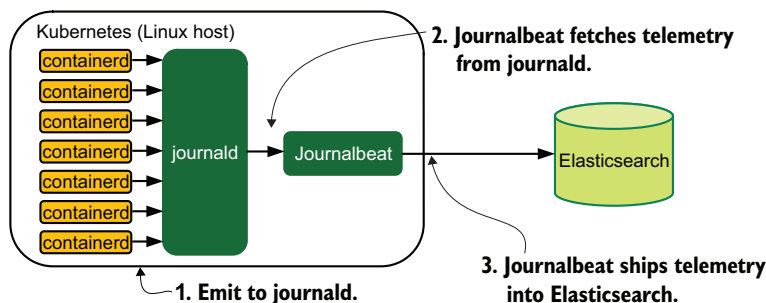 Kubernetes (Linux host)
containerd
containerd
containerd
containerd
containerd
containerd
containerd
journald
Journalbeat
Elasticsearch
1. Emit to journald.
2. Journalbeat fetches telemetry
from journald.
3. Journalbeat ships telemetry
into Elasticsearch.